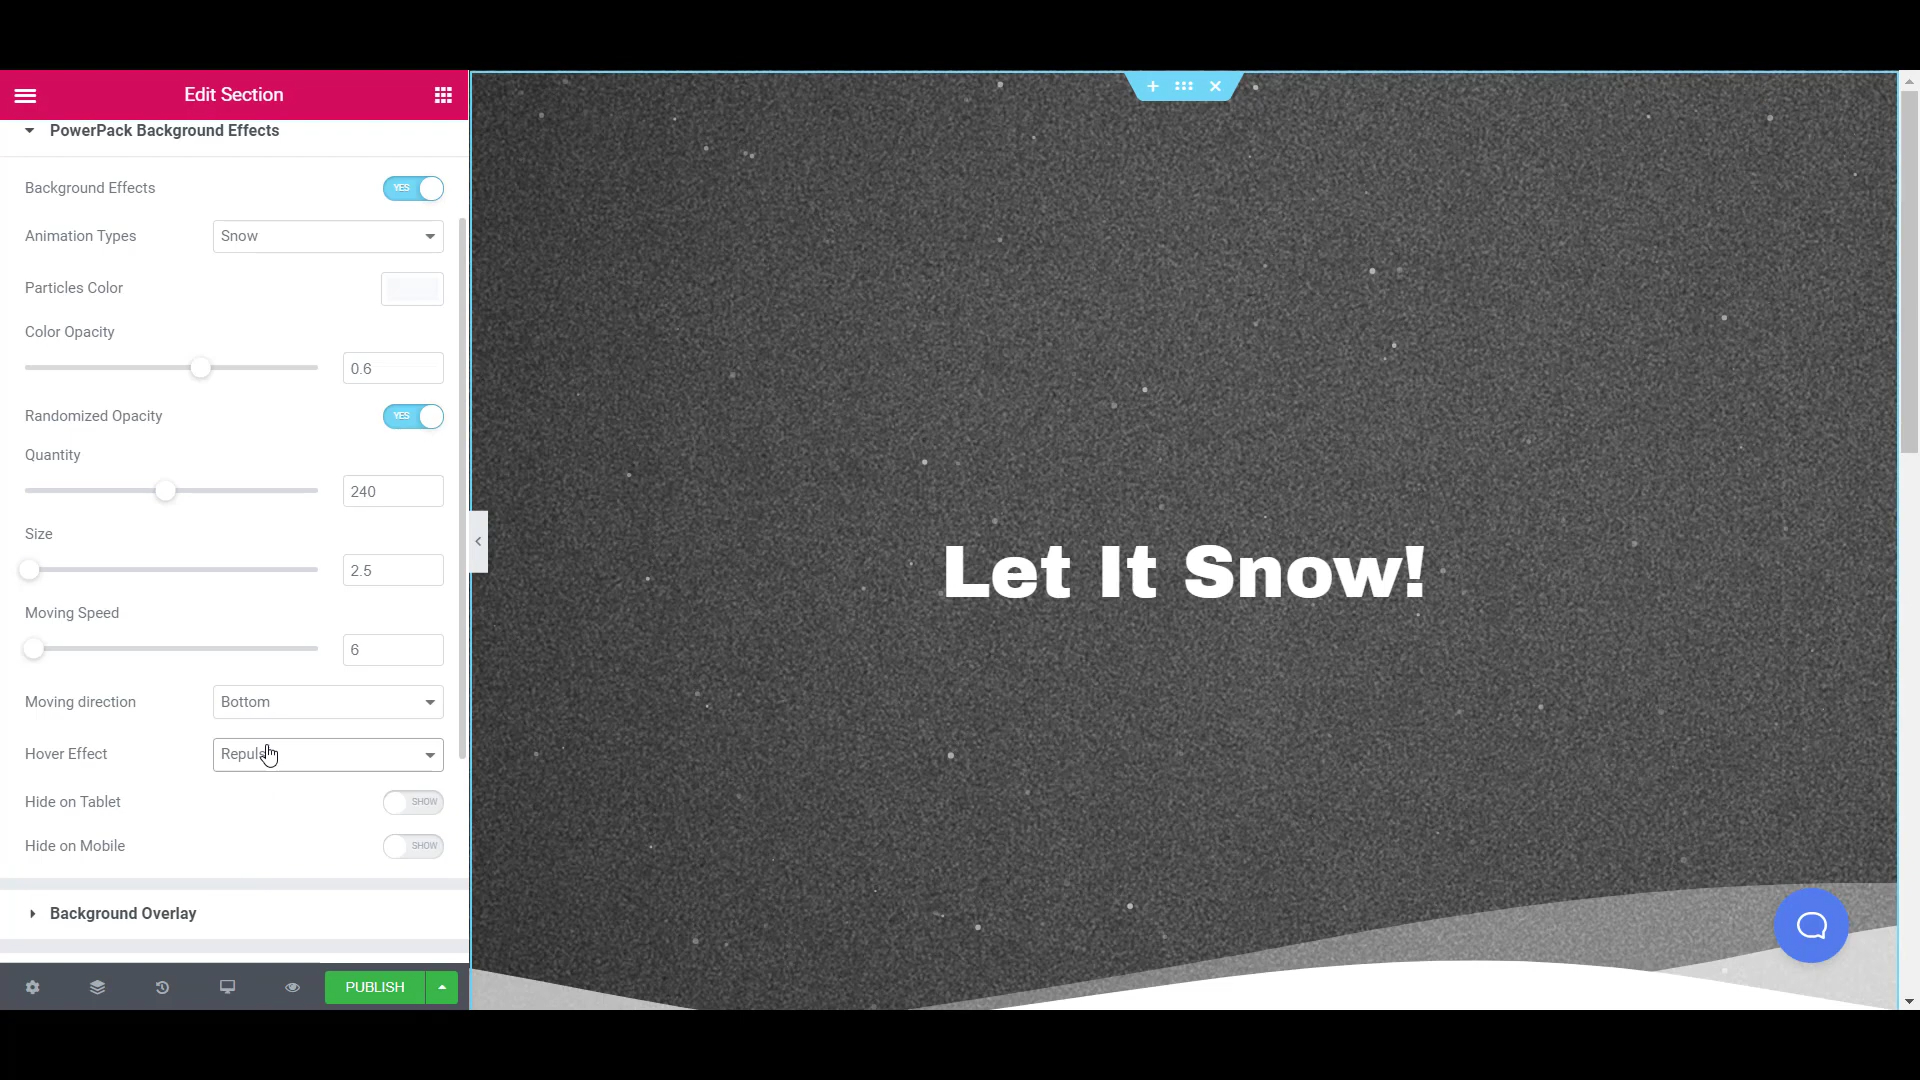 Edit Section
PowerPack Background Effects
Background Effects
YES
Animation Types
Snow
Particles Color
Color Opacity
0.6
Randomized Opacity
YES
Quantity
240
Size
2.5
Moving Speed
6
Moving direction
Bottom
Hover Effect
Hide on Tablet
SHOW
Hide on Mobile
SHOW
Background Overlay
PUBLISH
Let It Snow!